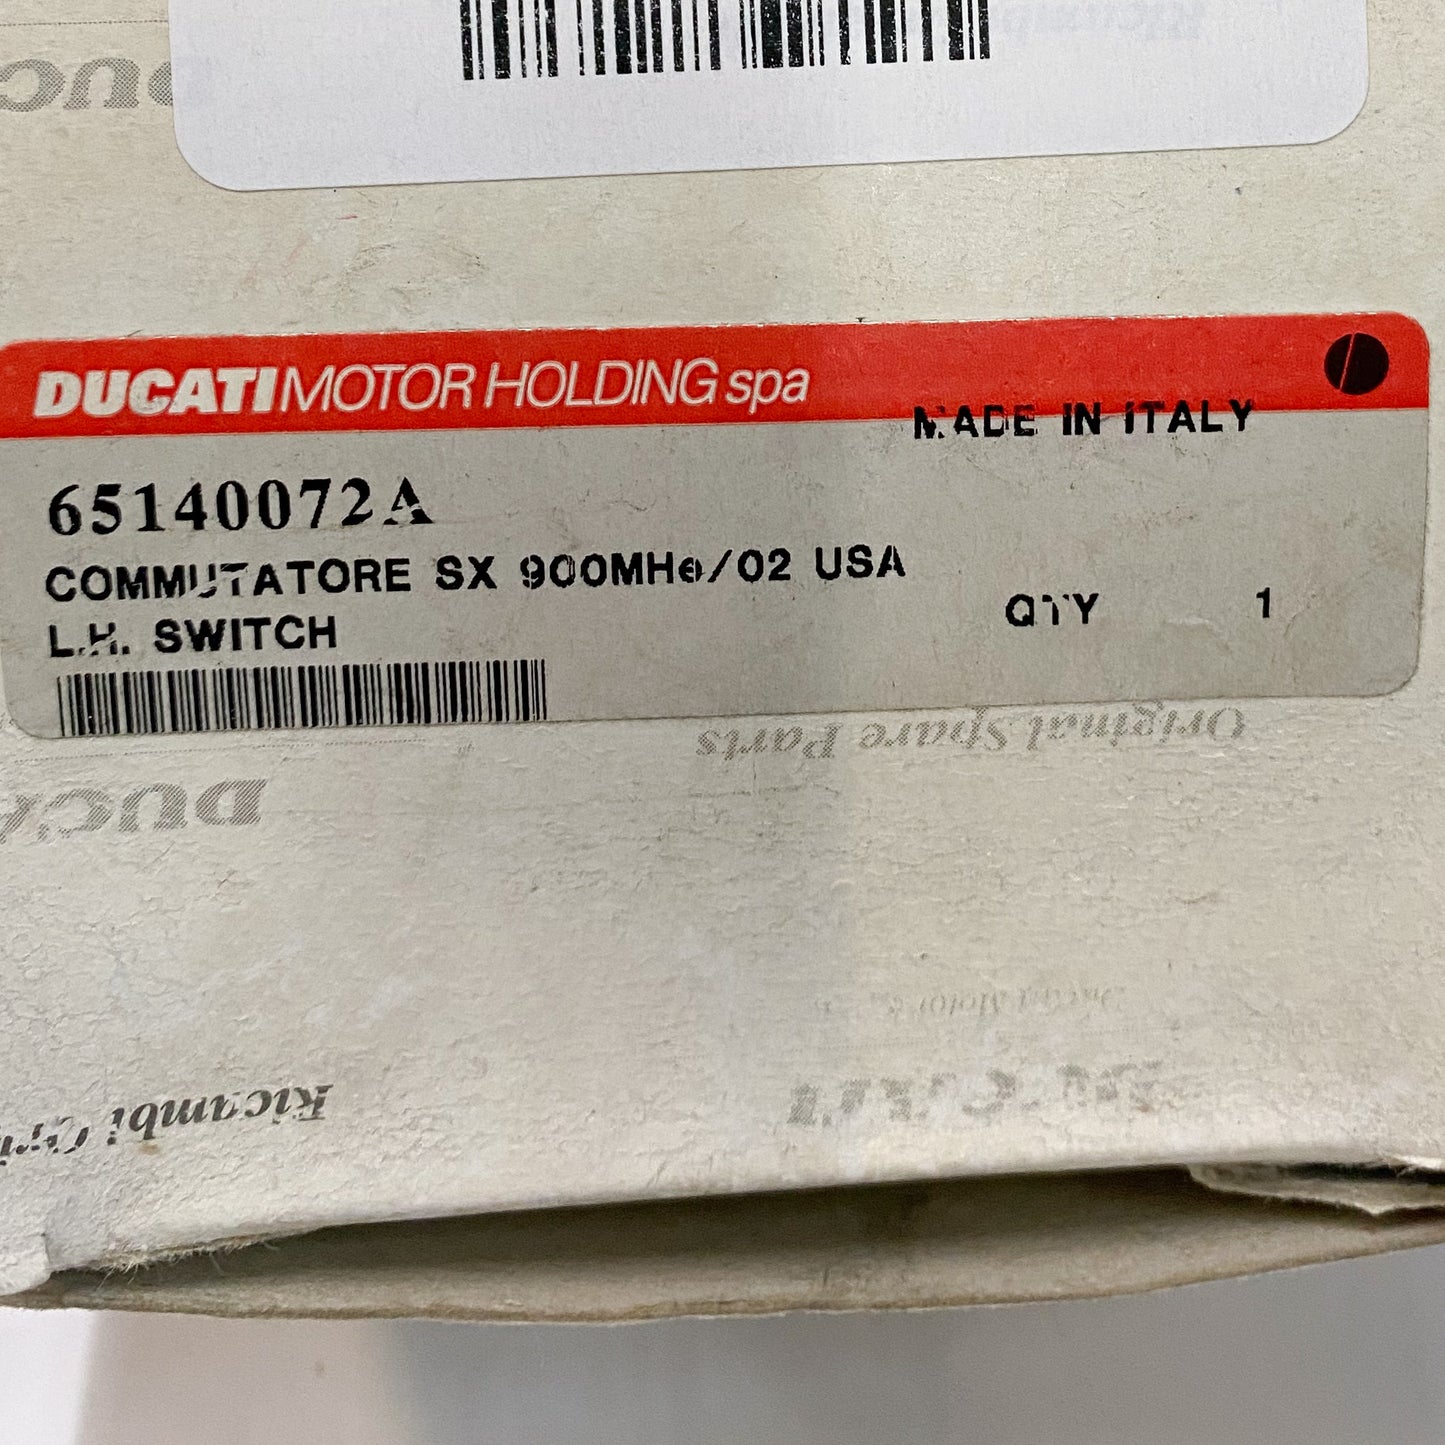 DUCATI MOTOR HOLDING spa
MADE IN ITALY
65140072A
COMMUTATORE SX 900MHe/02 USA
L.H. SWITCH
QTY 1
Original Spare Parts
Ricambi